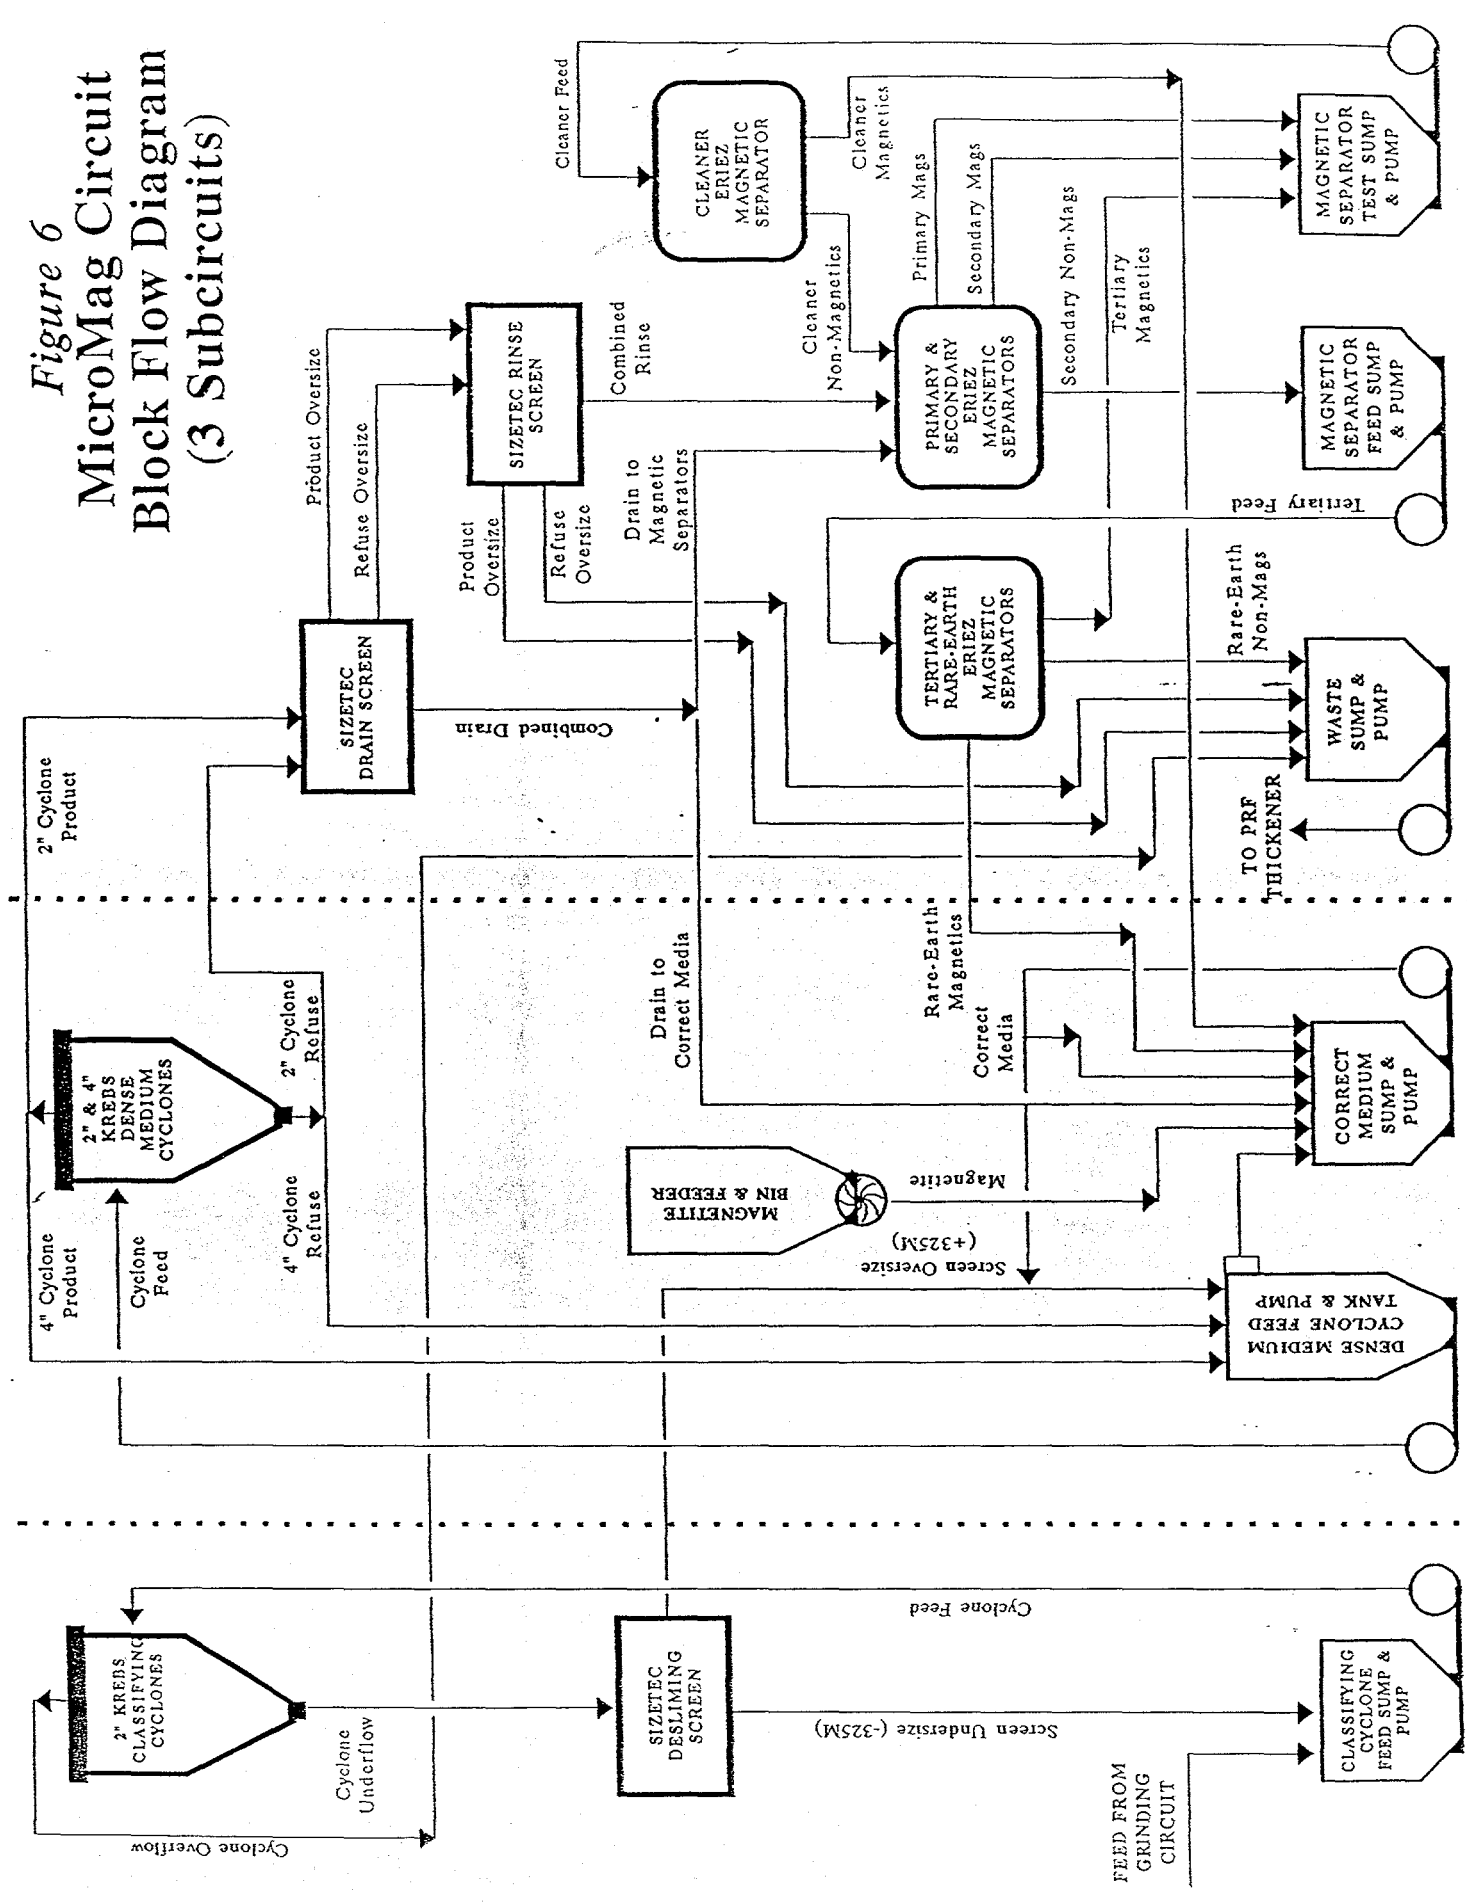 Figure 6
MicroMag Circuit
Block Flow Diagram
(3 Subcircuits)
2" KREBS
CLASSIFYING
CYCLONES
Cyclone Overflow
Cyclone
Underflow
SIZETEC
DESLIMING
SCREEN
Cyclone Feed
Screen Undersize (-325M)
FEED FROM
GRINDING
CIRCUIT
CLASSIFYING
CYCLONE
FEED SUMP &
PUMP
4" Cyclone
Product
Cyclone
Feed
2" & 4"
KREBS
DENSE
MEDIUM
CYCLONES
4" Cyclone
Refuse
2" Cyclone
Refuse
MAGNETITE
BIN & FEEDER
Magnetite
Screen Oversize
(+325M)
DENSE MEDIUM
CYCLONE FEED
TANK & PUMP
Drain to
Correct Media
Rare-Earth
Magnetics
Correct
Media
CORRECT
MEDIUM
SUMP &
PUMP
2" Cyclone
Product
SIZETEC
DRAIN SCREEN
Combined Drain
Product Oversize
Refuse Oversize
SIZETEC RINSE
SCREEN
Product
Oversize
Refuse
Oversize
Combined
Rinse
Drain to
Magnetic
Separators
Cleaner Feed
CLEANER
ERIEZ
MAGNETIC
SEPARATOR
Cleaner
Magnetics
Cleaner
Non-Magnetics
Primary Mags
Secondary Mags
PRIMARY &
SECONDARY
ERIEZ
MAGNETIC
SEPARATORS
Secondary Non-Mags
Tertiary
Magnetics
TERTIARY &
RARE-EARTH
ERIEZ
MAGNETIC
SEPARATORS
Tertiary Feed
Rare-Earth
Non-Mags
TO PRF
THICKENER
WASTE
SUMP &
PUMP
MAGNETIC
SEPARATOR
FEED SUMP
& PUMP
MAGNETIC
SEPARATOR
TEST SUMP
& PUMP